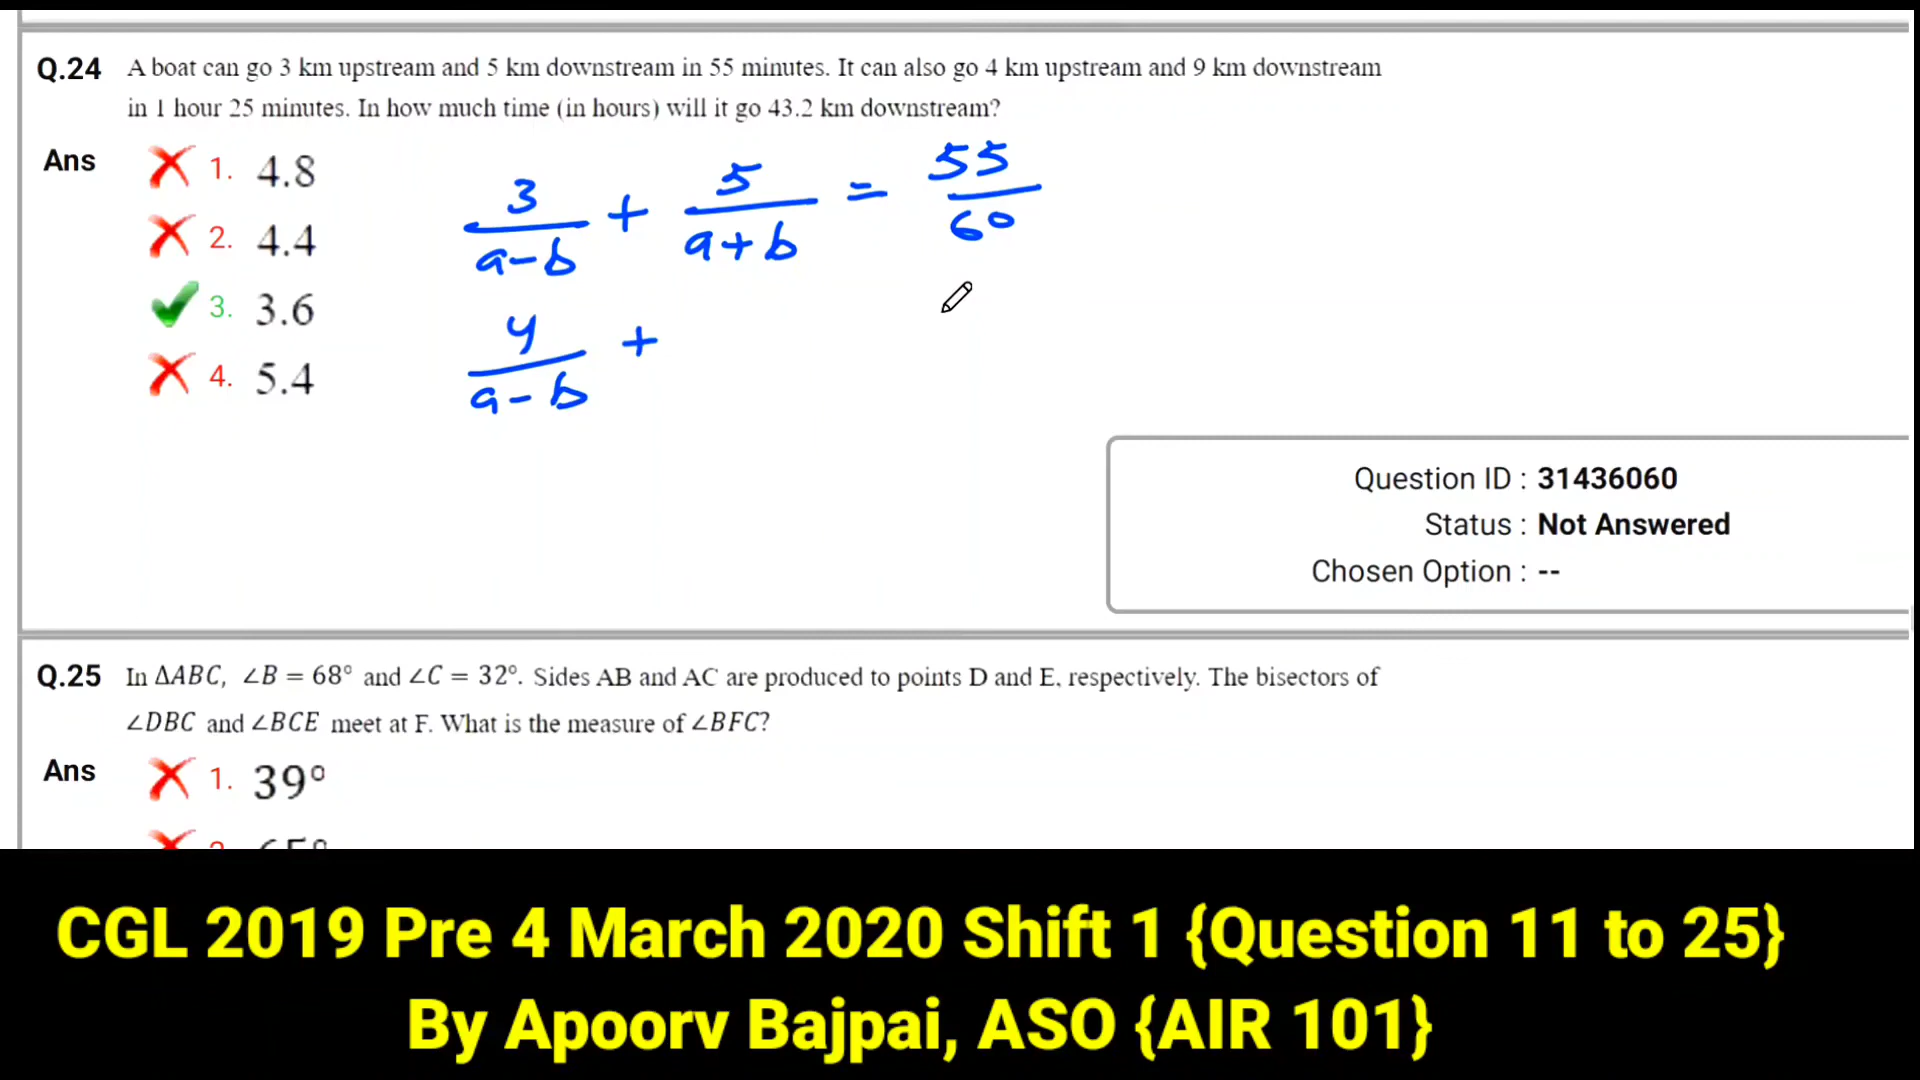 Q.24 A boat can go 3 km upstream and 5 km downstream in 55 minutes. It can also go 4 km upstream and 9 km downstream
in 1 hour 25 minutes. In how much time (in hours) will it go 43.2 km downstream?
Ans 1. 4.8
2. 4.4
3. 3.6
4. 5.4
3/(a-b) + 5/(a+b) = 55/60
4/(a-b) +
Question ID : 31436060
Status : Not Answered
Chosen Option : --
Q.25 In ΔABC, ∠B = 68° and ∠C = 32°. Sides AB and AC are produced to points D and E, respectively. The bisectors of
∠DBC and ∠BCE meet at F. What is the measure of ∠BFC?
Ans 1. 39°
CGL 2019 Pre 4 March 2020 Shift 1 {Question 11 to 25}
By Apoorv Bajpai, ASO {AIR 101}